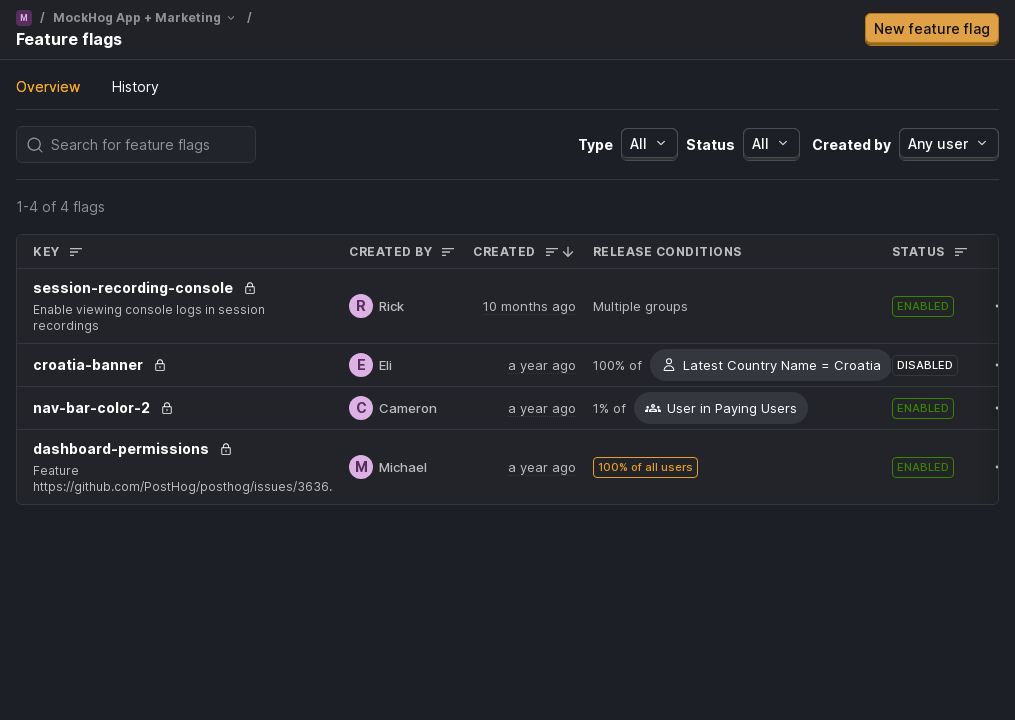 M / MockHog App + Marketing /
Feature flags
New feature flag
Overview History
Search for feature flags
Type All Status All Created by Any user
1-4 of 4 flags
KEY CREATED BY CREATED RELEASE CONDITIONS STATUS
session-recording-console
Enable viewing console logs in session
recordings
R Rick 10 months ago Multiple groups ENABLED
croatia-banner E Eli a year ago 100% of Latest Country Name = Croatia DISABLED
nav-bar-color-2 C Cameron a year ago 1% of User in Paying Users ENABLED
dashboard-permissions
Feature
https://github.com/PostHog/posthog/issues/3636.
M Michael a year ago 100% of all users ENABLED